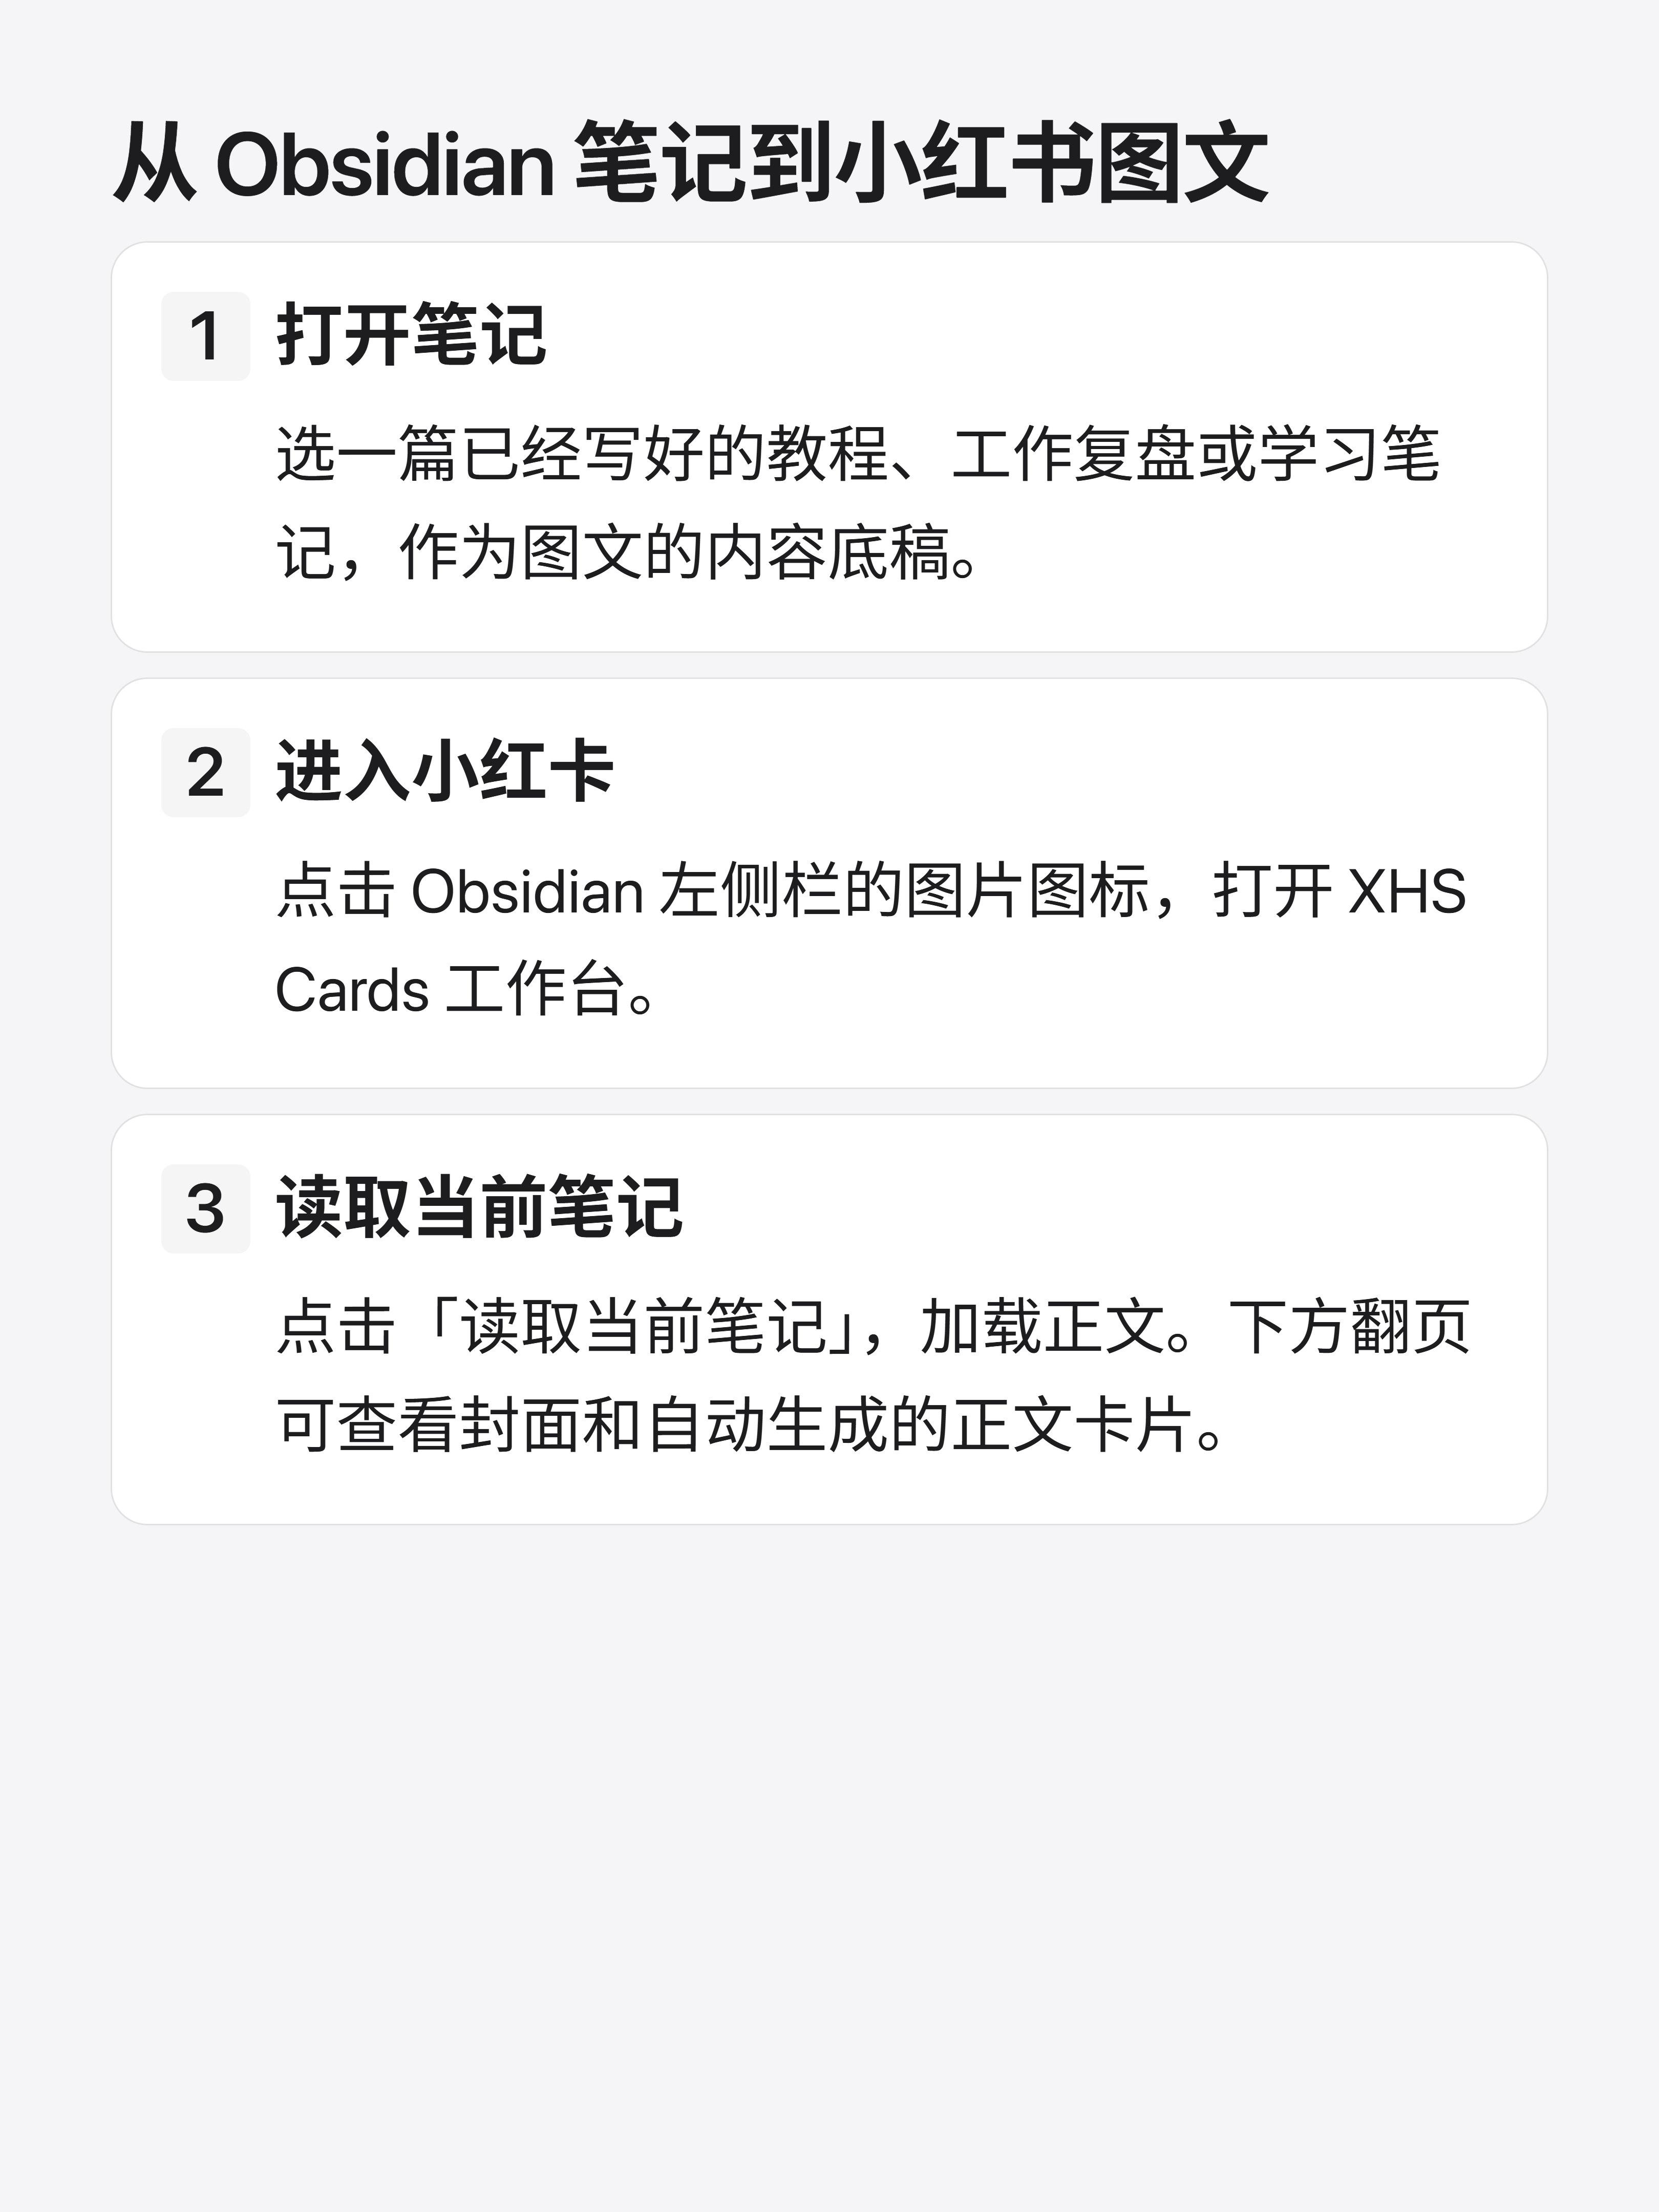 从 Obsidian 笔记到小红书图文
1 打开笔记
选一篇已经写好的教程、工作复盘或学习笔
记，作为图文的内容底稿。
2 进入小红卡
点击 Obsidian 左侧栏的图片图标，打开 XHS
Cards 工作台。
3 读取当前笔记
点击「读取当前笔记」，加载正文。下方翻页
可查看封面和自动生成的正文卡片。